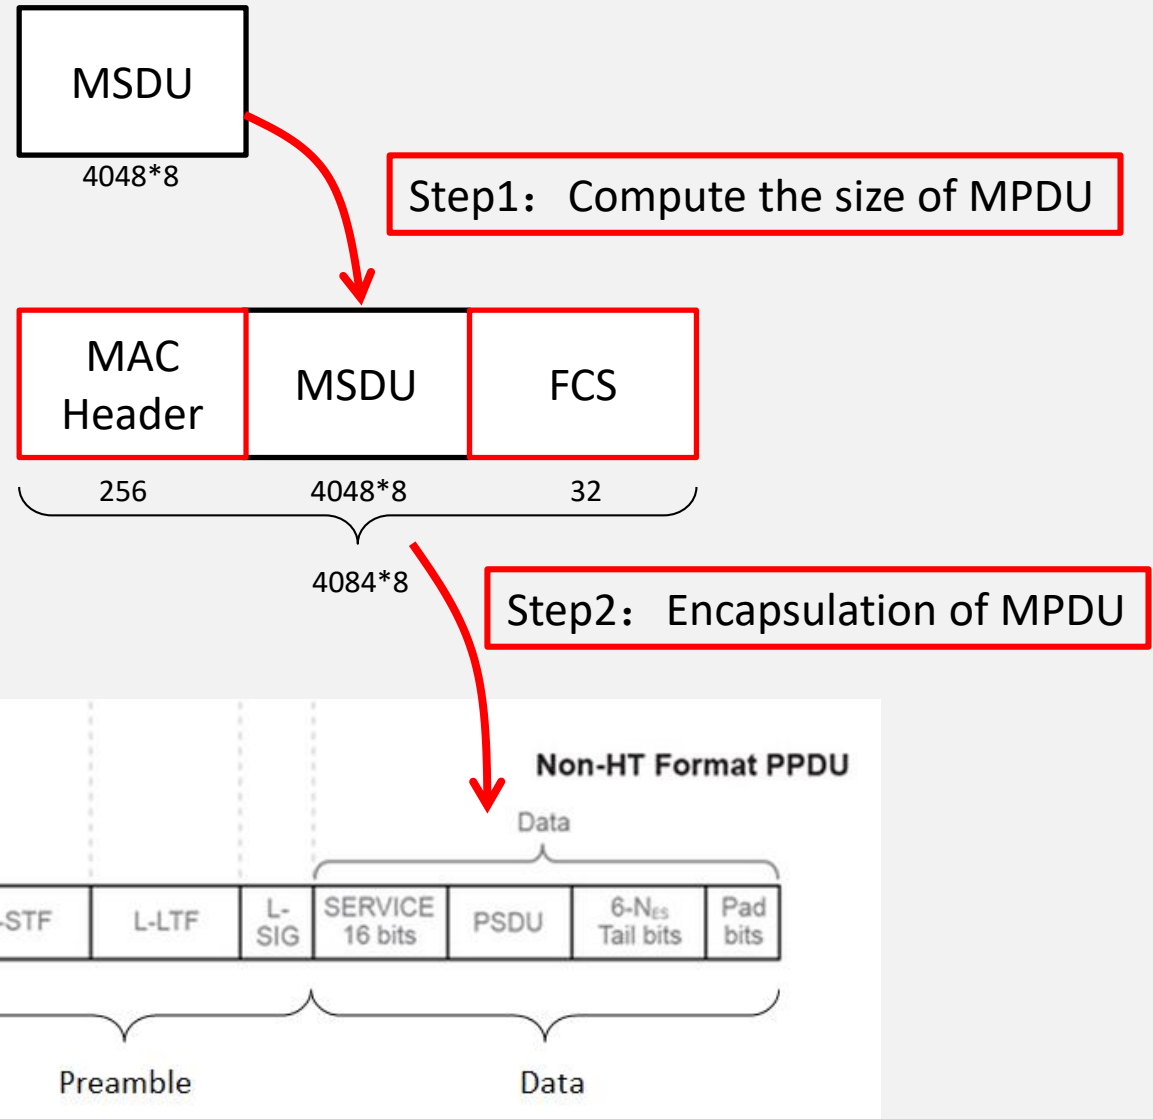 MSDU
4048*8
Step1： Compute the size of MPDU
MAC
Header
MSDU
FCS
256
4048*8
32
4084*8
Step2： Encapsulation of MPDU
Non-HT Format PPDU
Data
-STF
L-LTF
L-
SIG
SERVICE
16 bits
PSDU
6-N_ES
Tail bits
Pad
bits
Preamble
Data